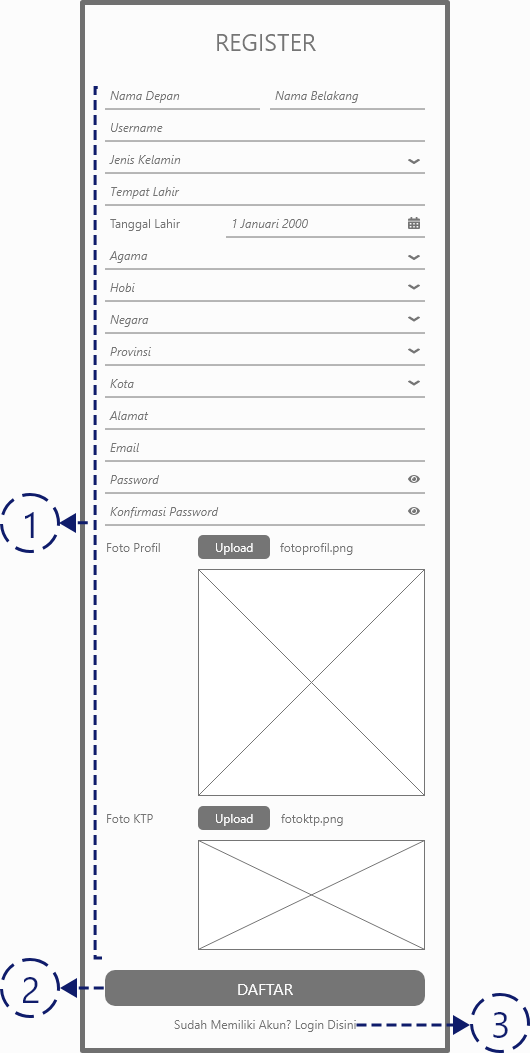 REGISTER
Nama Depan Nama Belakang
Username
Jenis Kelamin
Tempat Lahir
Tanggal Lahir 1 Januari 2000
Agama
Hobi
Negara
Provinsi
Kota
Alamat
Email
Password
Konfirmasi Password
1
Foto Profil Upload fotoprofil.png
Foto KTP Upload fotoktp.png
2 DAFTAR
Sudah Memiliki Akun? Login Disini 3